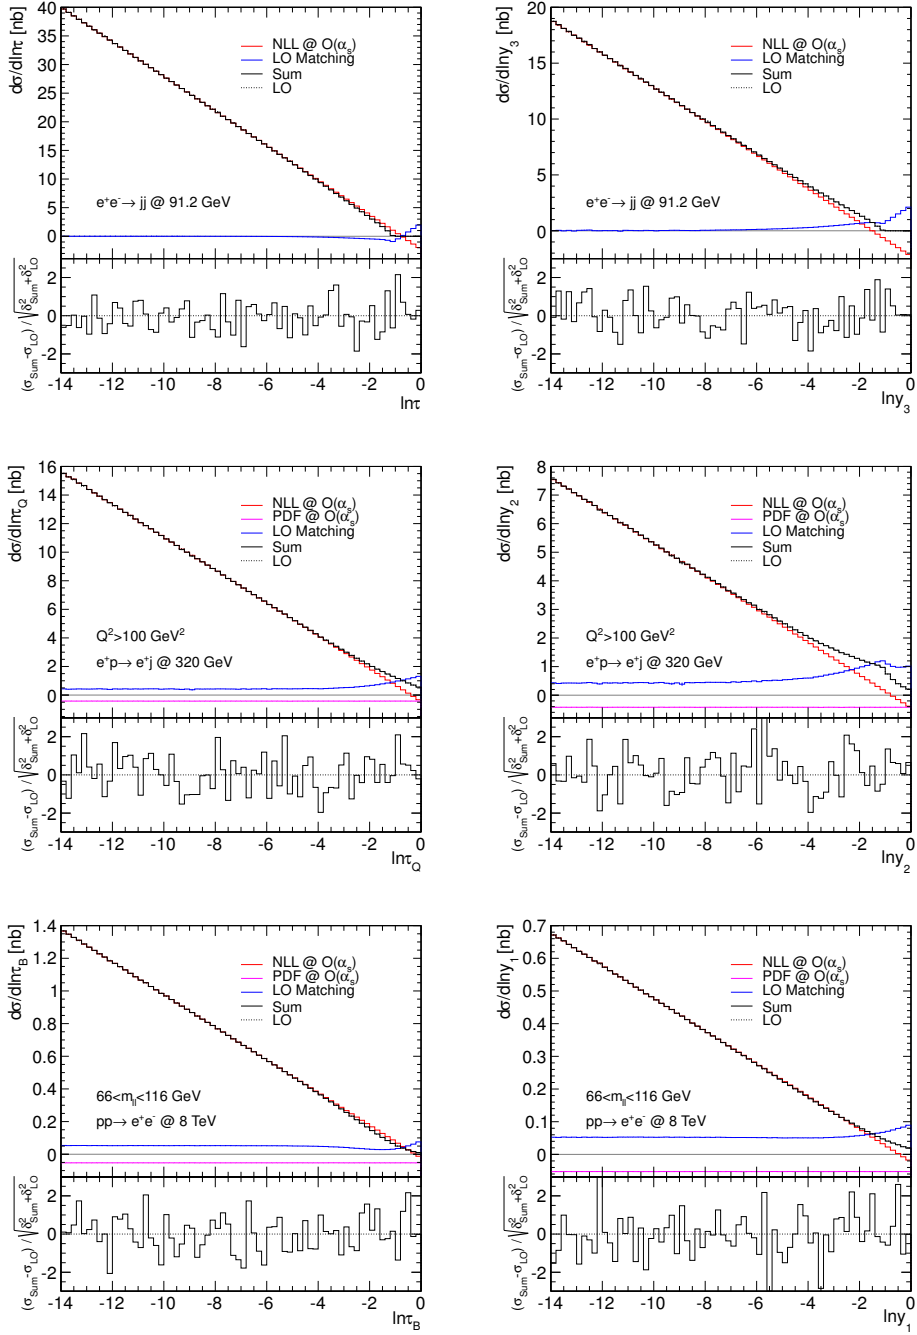 dσ/dlnτ [nb]
40
35
30
25
20
15
10
5
0
NLL @ O(αs)
LO Matching
Sum
LO
e+e-→ jj @ 91.2 GeV
(σSum-σLO) / √δ²Sum+δ²LO
2
0
-2
-14 -12 -10 -8 -6 -4 -2 0
lnτ
dσ/dlny3 [nb]
20
15
10
5
0
NLL @ O(αs)
LO Matching
Sum
LO
e+e-→ jj @ 91.2 GeV
(σSum-σLO) / √δ²Sum+δ²LO
2
0
-2
-14 -12 -10 -8 -6 -4 -2 0
lny3
dσ/dlnτQ [nb]
16
14
12
10
8
6
4
2
0
NLL @ O(αs)
PDF @ O(αs)
LO Matching
Sum
LO
Q²>100 GeV²
e+p→ e+j @ 320 GeV
(σSum-σLO) / √δ²Sum+δ²LO
2
0
-2
-14 -12 -10 -8 -6 -4 -2 0
lnτQ
dσ/dlny2 [nb]
8
7
6
5
4
3
2
1
0
NLL @ O(αs)
PDF @ O(αs)
LO Matching
Sum
LO
Q²>100 GeV²
e+p→ e+j @ 320 GeV
(σSum-σLO) / √δ²Sum+δ²LO
2
0
-2
-14 -12 -10 -8 -6 -4 -2 0
lny2
dσ/dlnτB [nb]
1.4
1.2
1
0.8
0.6
0.4
0.2
0
NLL @ O(αs)
PDF @ O(αs)
LO Matching
Sum
LO
66<mll<116 GeV
pp→ e+e- @ 8 TeV
(σSum-σLO) / √δ²Sum+δ²LO
2
0
-2
-14 -12 -10 -8 -6 -4 -2 0
lnτB
dσ/dlny1 [nb]
0.7
0.6
0.5
0.4
0.3
0.2
0.1
0
NLL @ O(αs)
PDF @ O(αs)
LO Matching
Sum
LO
66<mll<116 GeV
pp→ e+e- @ 8 TeV
(σSum-σLO) / √δ²Sum+δ²LO
2
0
-2
-14 -12 -10 -8 -6 -4 -2 0
lny1